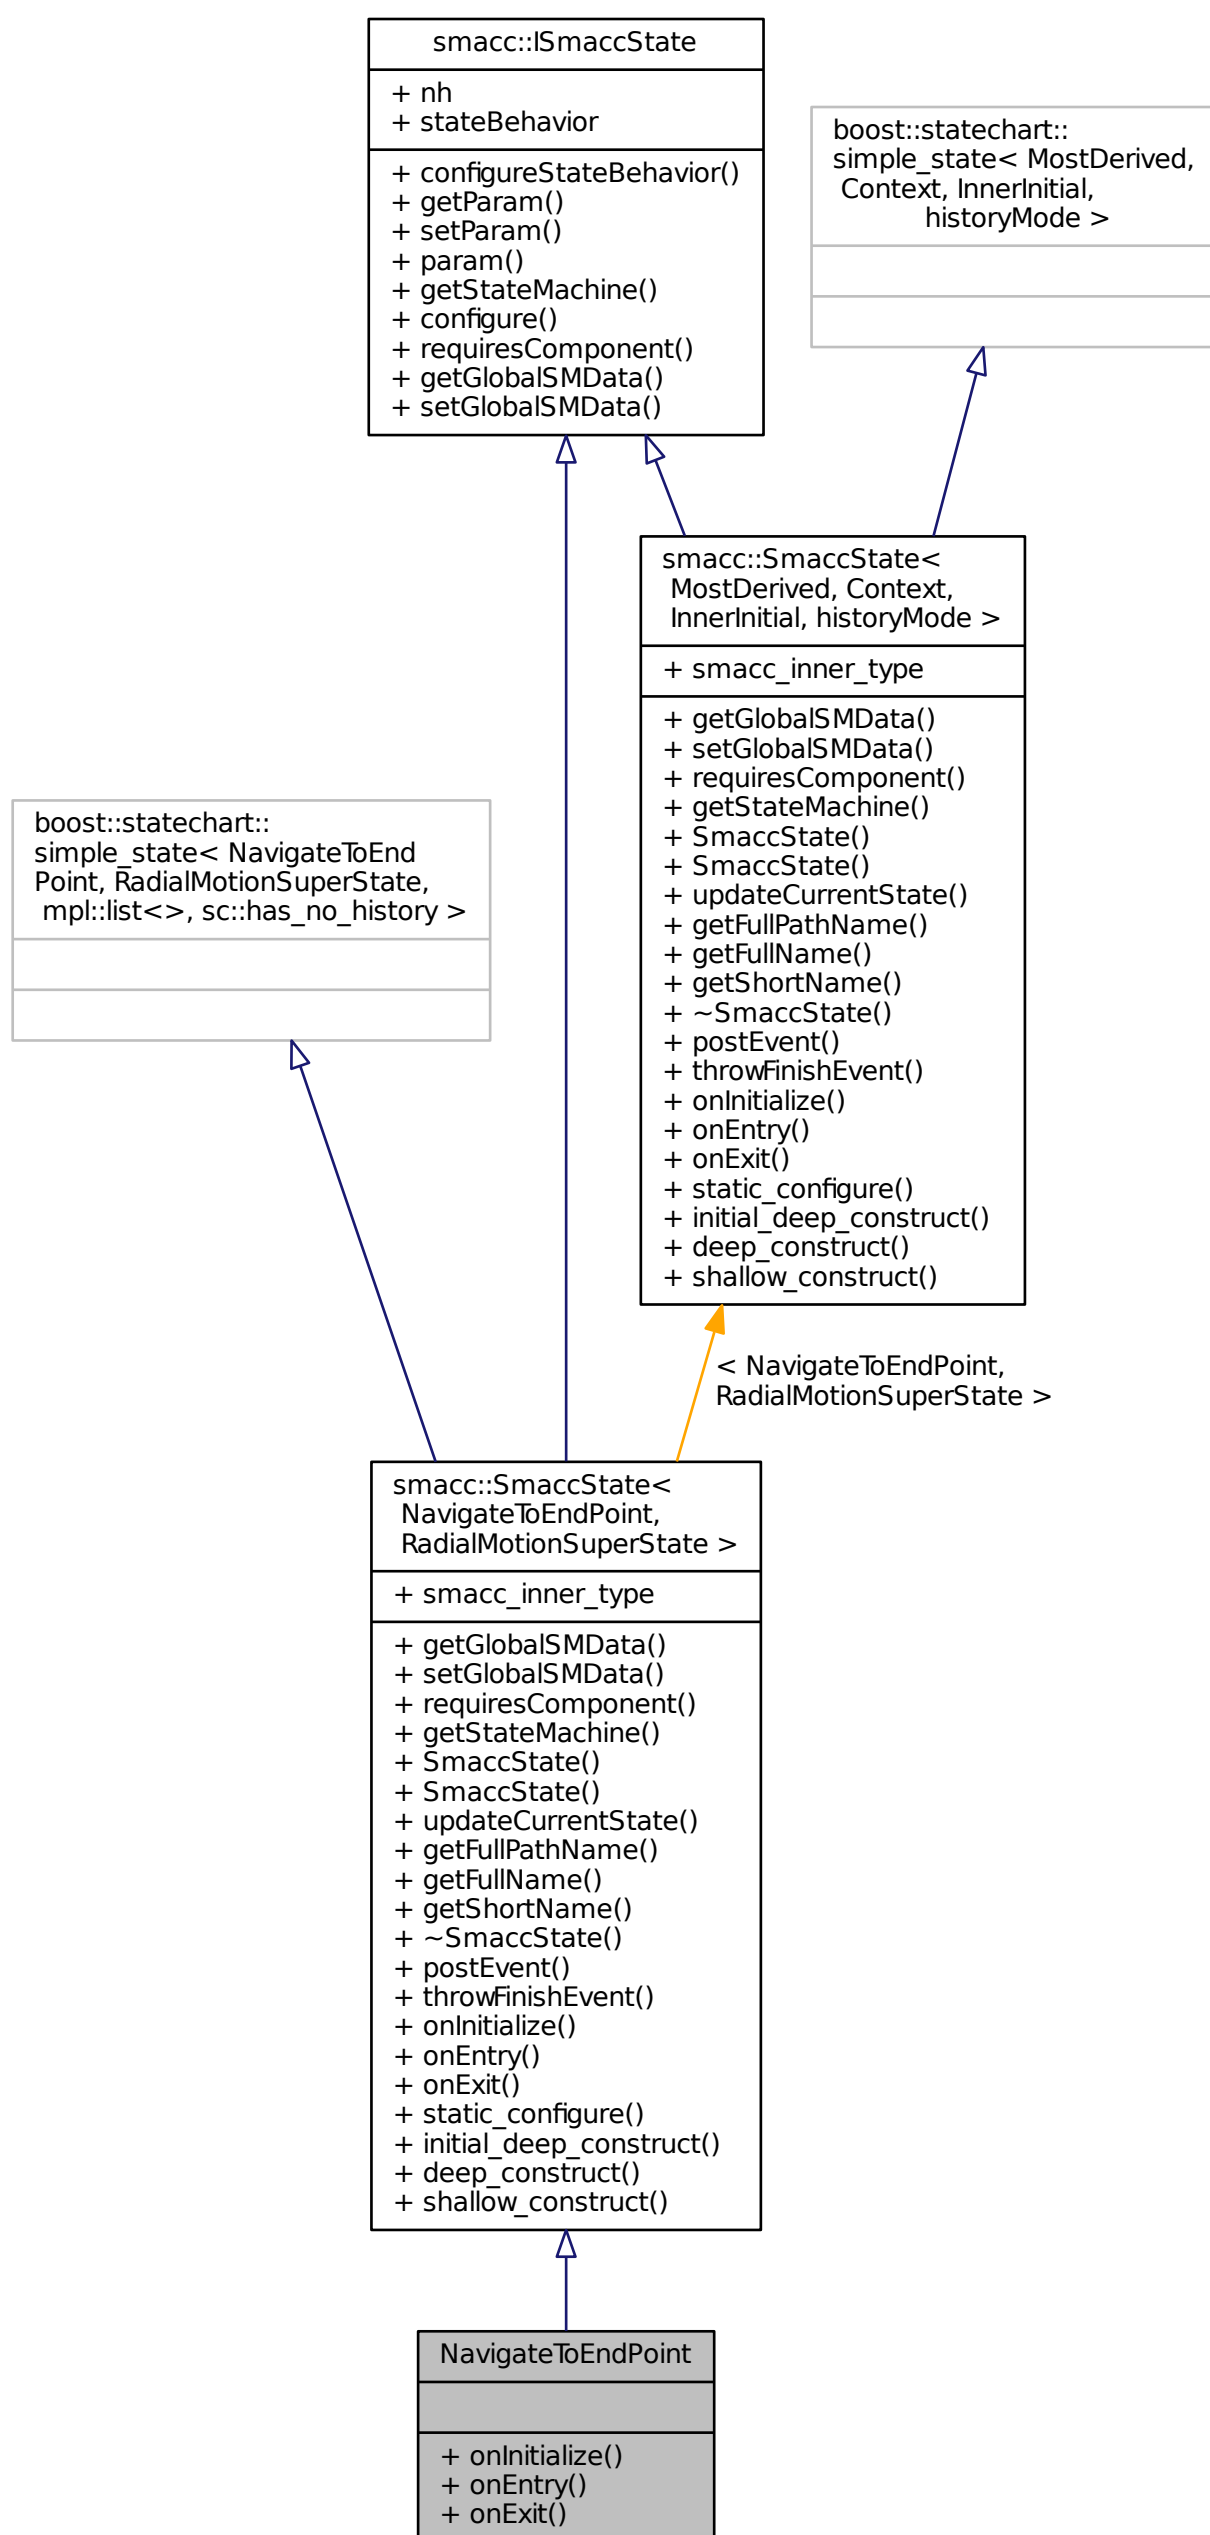 smacc::ISmaccState
+ nh
+ stateBehavior
+ configureStateBehavior()
+ getParam()
+ setParam()
+ param()
+ getStateMachine()
+ configure()
+ requiresComponent()
+ getGlobalSMData()
+ setGlobalSMData()
boost::statechart::
simple_state< MostDerived,
Context, InnerInitial,
historyMode >
smacc::SmaccState<
MostDerived, Context,
InnerInitial, historyMode >
+ smacc_inner_type
+ getGlobalSMData()
+ setGlobalSMData()
+ requiresComponent()
+ getStateMachine()
+ SmaccState()
+ SmaccState()
+ updateCurrentState()
+ getFullPathName()
+ getFullName()
+ getShortName()
+ ~SmaccState()
+ postEvent()
+ throwFinishEvent()
+ onInitialize()
+ onEntry()
+ onExit()
+ static_configure()
+ initial_deep_construct()
+ deep_construct()
+ shallow_construct()
boost::statechart::
simple_state< NavigateToEnd
Point, RadialMotionSuperState,
mpl::list<>, sc::has_no_history >
< NavigateToEndPoint,
RadialMotionSuperState >
smacc::SmaccState<
NavigateToEndPoint,
RadialMotionSuperState >
+ smacc_inner_type
+ getGlobalSMData()
+ setGlobalSMData()
+ requiresComponent()
+ getStateMachine()
+ SmaccState()
+ SmaccState()
+ updateCurrentState()
+ getFullPathName()
+ getFullName()
+ getShortName()
+ ~SmaccState()
+ postEvent()
+ throwFinishEvent()
+ onInitialize()
+ onEntry()
+ onExit()
+ static_configure()
+ initial_deep_construct()
+ deep_construct()
+ shallow_construct()
NavigateToEndPoint
+ onInitialize()
+ onEntry()
+ onExit()